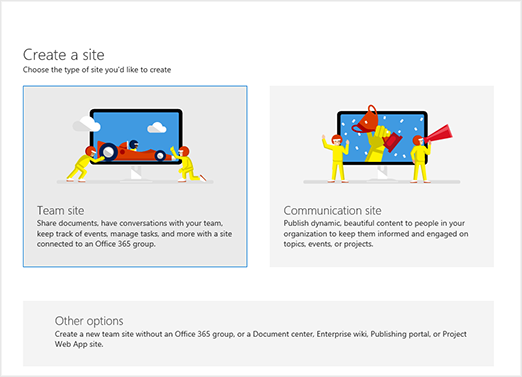 Create a site
Choose the type of site you'd like to create
Team site
Share documents, have conversations with your team,
keep track of events, manage tasks, and more with a site
connected to an Office 365 group.
Communication site
Publish dynamic, beautiful content to people in your
organization to keep them informed and engaged on
topics, events, or projects.
Other options
Create a new team site without an Office 365 group, or a Document center, Enterprise wiki, Publishing portal, or Project
Web App site.